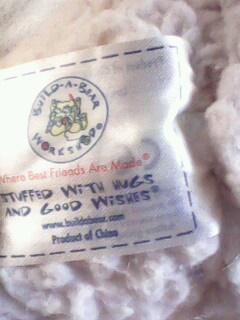 BUILD-A-BEAR
WORKSHOP®
Where Best Friends Are Made®
STUFFED WITH HUGS
AND GOOD WISHES®
www.buildabear.com
Product of China